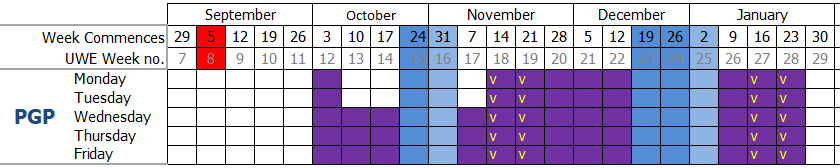 September October November December January
Week Commences 29 5 12 19 26 3 10 17 24 31 7 14 21 28 5 12 19 26 2 9 16 23 30
UWE Week no. 7 8 9 10 11 12 13 14 15 16 17 18 19 20 21 22 23 24 25 26 27 28 29
Monday v v v v
Tuesday v v v v
PGP Wednesday v v v v
Thursday v v v v
Friday v v v v